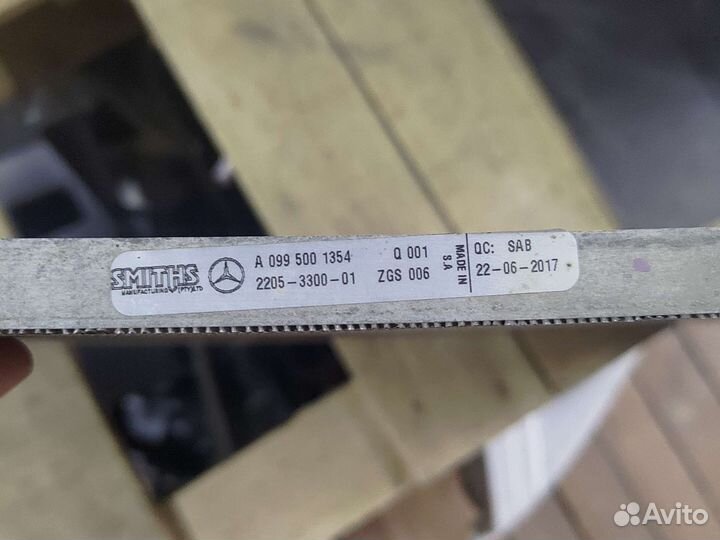 SMITHS
MANUFACTURING (PTY)LTD
A 099 500 1354 Q 001
2205-3300-01 ZGS 006
MADE IN
S.A
QC: SAB
22-06-2017
Avito